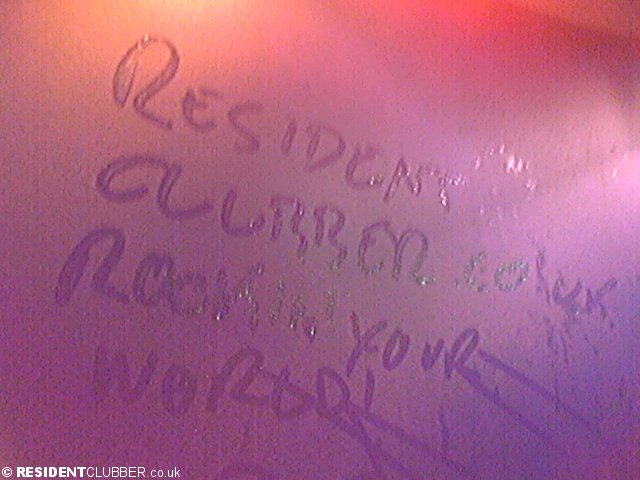 RESIDENT
CLUBBER.co.uk
ROCKIN' YOUR
WORLD!
© RESIDENTCLUBBER.co.uk